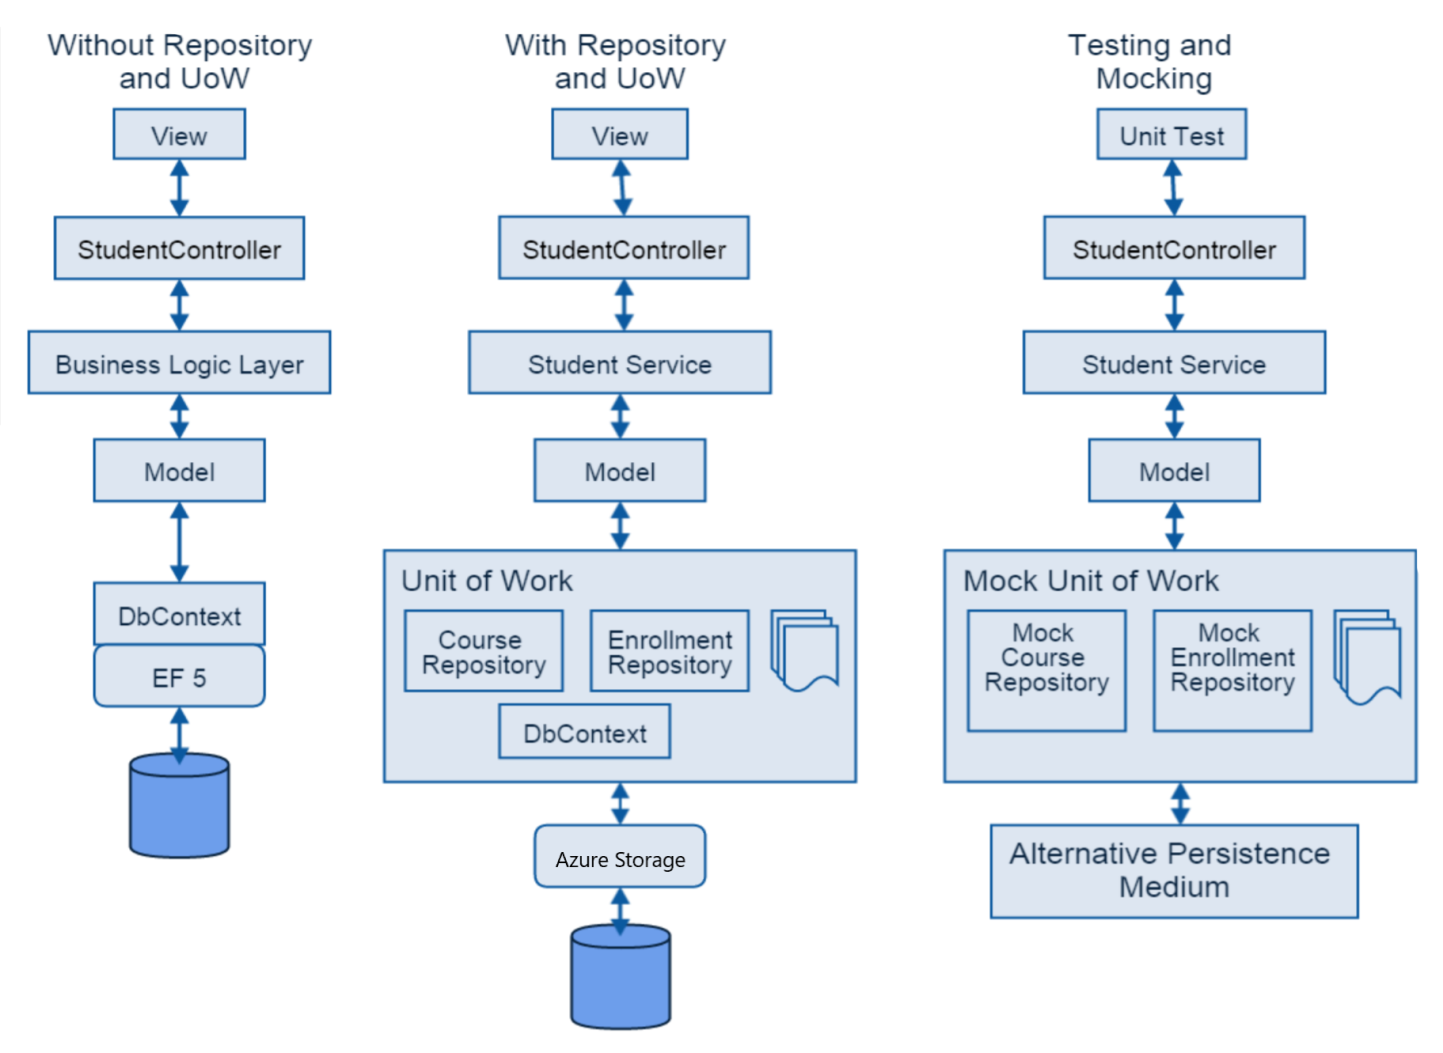 Without Repository
and UoW
View
StudentController
Business Logic Layer
Model
DbContext
EF 5
With Repository
and UoW
View
StudentController
Student Service
Model
Unit of Work
Course
Repository
Enrollment
Repository
DbContext
Azure Storage
Testing and
Mocking
Unit Test
StudentController
Student Service
Model
Mock Unit of Work
Mock
Course
Repository
Mock
Enrollment
Repository
Alternative Persistence
Medium